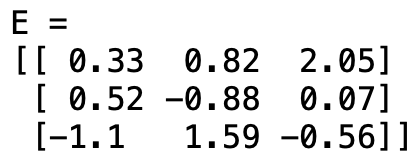 E =
[[ 0.33  0.82  2.05]
 [ 0.52 -0.88  0.07]
 [-1.1   1.59 -0.56]]